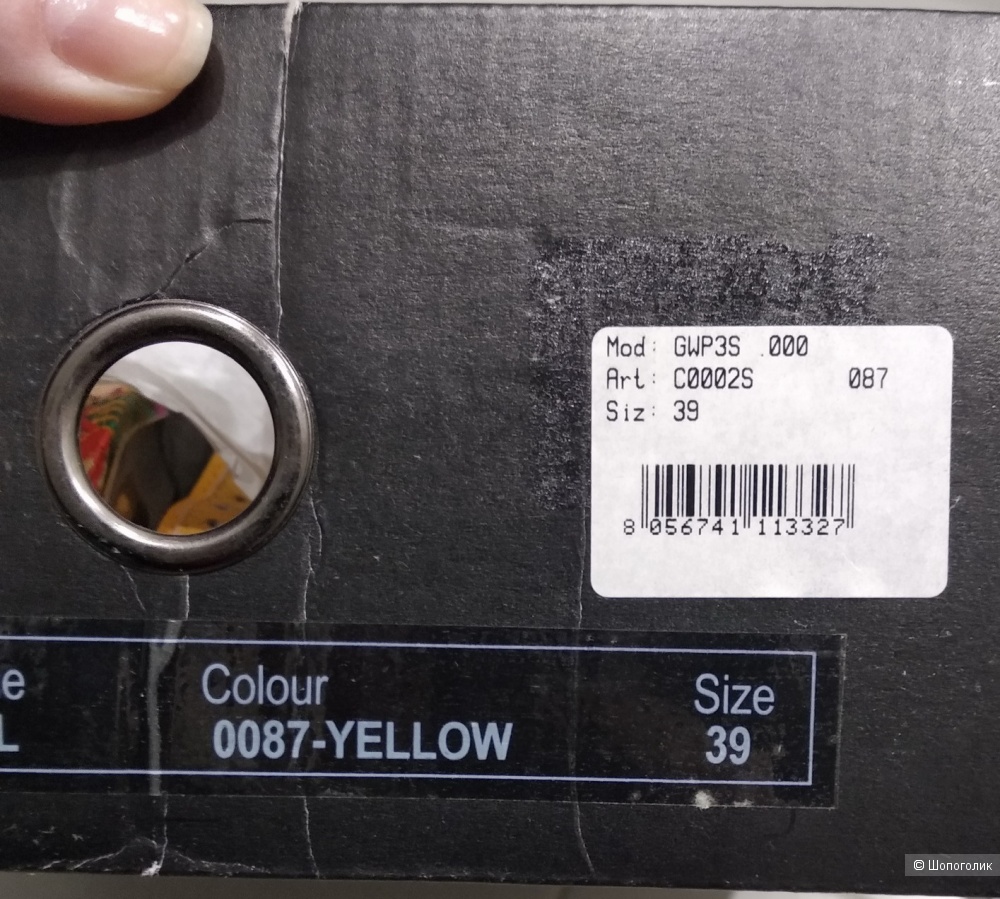 Mod: GWP3S .000
Art: C0002S 087
Siz: 39
8 056741 113327
Colour Size
0087-YELLOW 39
© Шопоголик